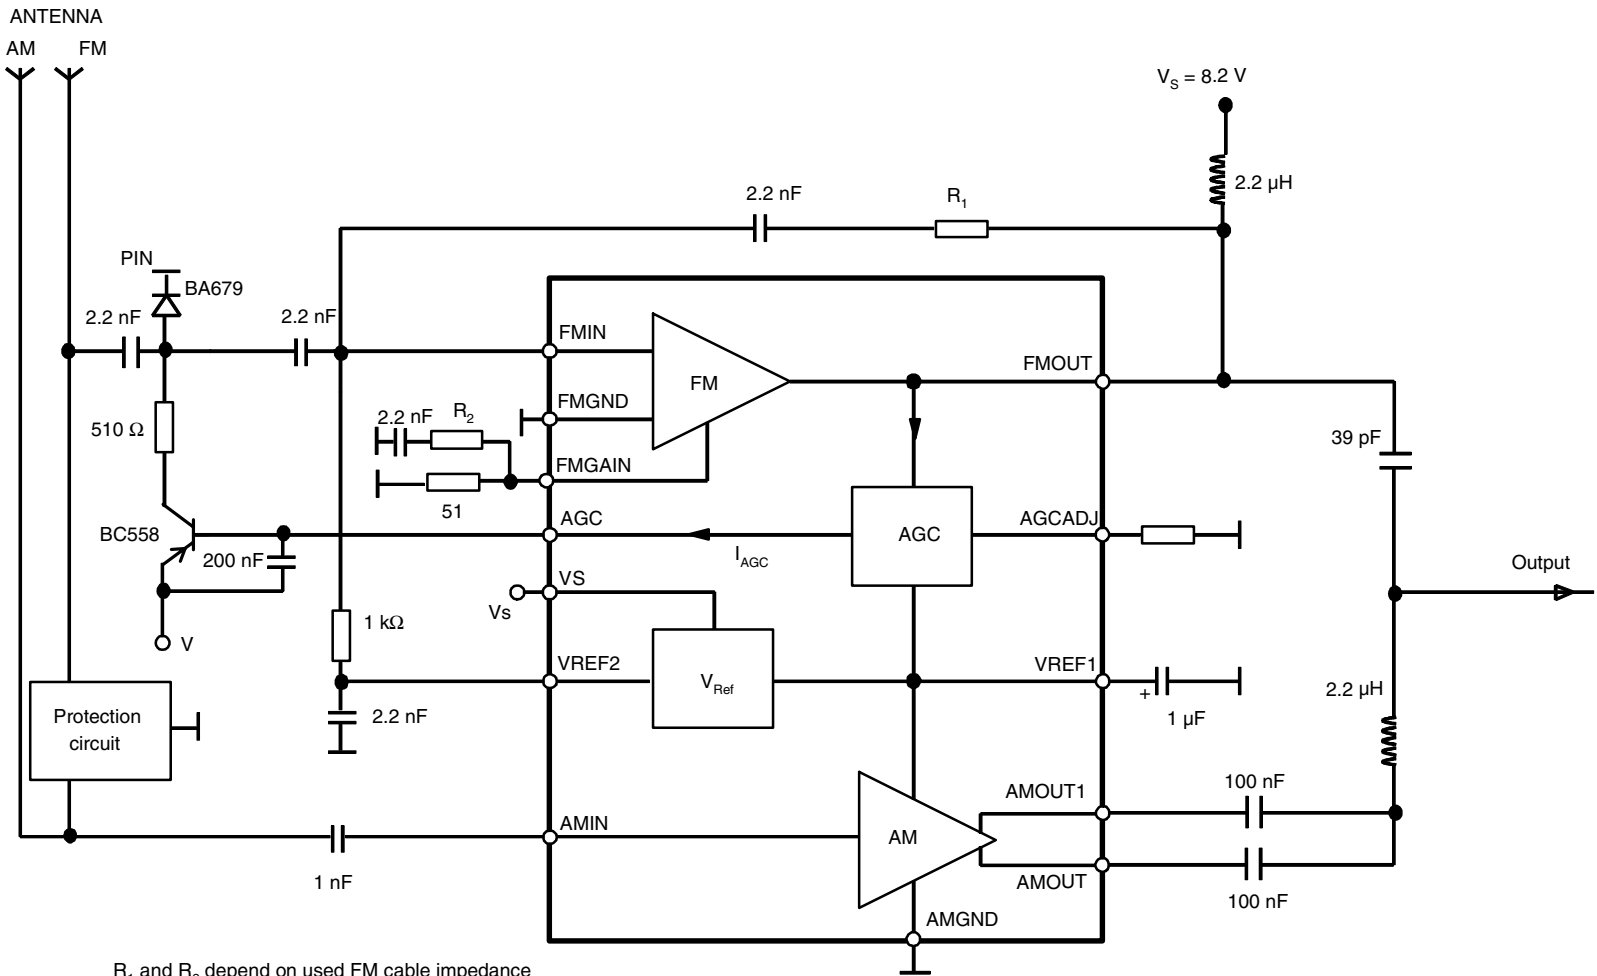 ANTENNA
AM FM
V_S = 8.2 V
2.2 µH
2.2 nF
R_1
PIN
BA679
2.2 nF
2.2 nF
FMIN
FM
FMOUT
FMGND
2.2 nF
R_2
510 Ω
FMGAIN
51
39 pF
BC558
200 nF
AGC
I_AGC
AGC
AGCADJ
Output
VS
Vs
V
1 kΩ
VREF2
V_Ref
VREF1
+
1 µF
2.2 µH
Protection
circuit
2.2 nF
100 nF
AMOUT1
AMIN
AM
1 nF
AMOUT
100 nF
AMGND
R_1 and R_2 depend on used FM cable impedance